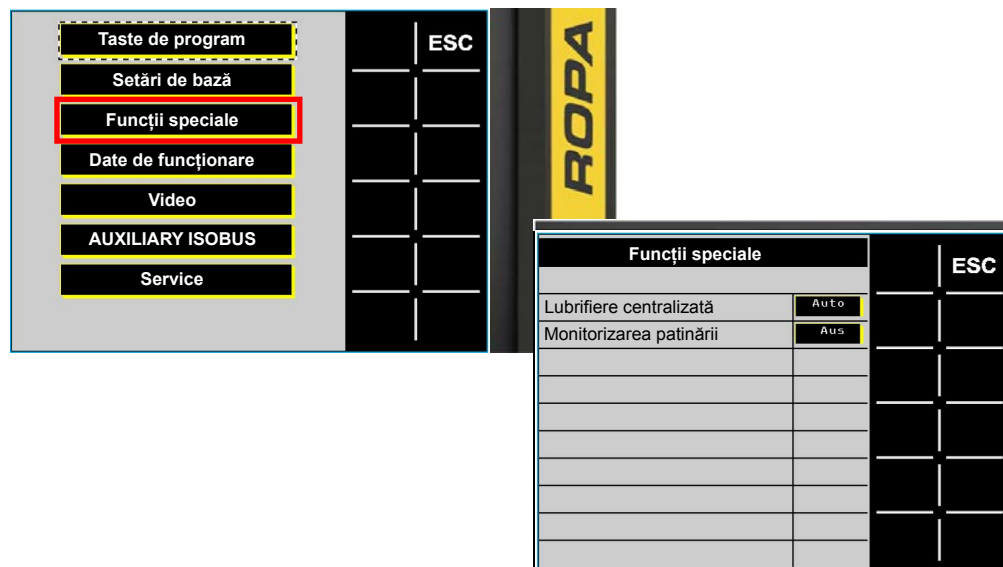 Taste de program
ESC
Setări de bază
Funcții speciale
Date de funcționare
Video
AUXILIARY ISOBUS
Service
ROPA
Funcții speciale
ESC
Lubrifiere centralizată Auto
Monitorizarea patinării Aus